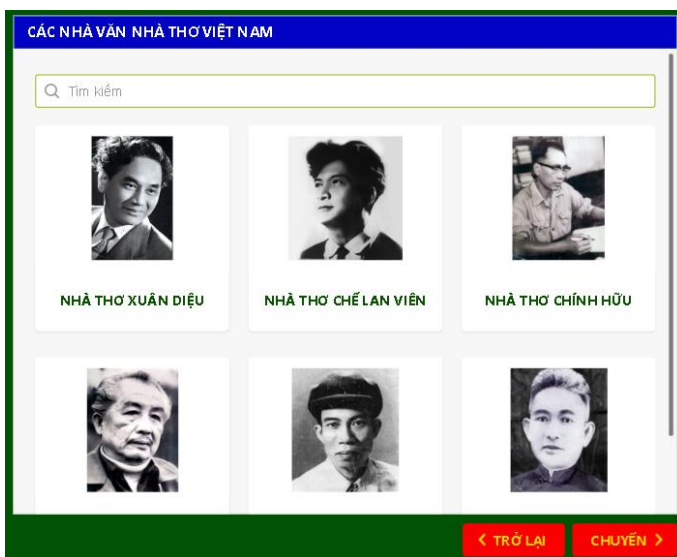 CÁC NHÀ VĂN NHÀ THƠ VIỆT NAM
Tìm kiếm
NHÀ THƠ XUÂN DIỆU
NHÀ THƠ CHẾ LAN VIÊN
NHÀ THƠ CHÍNH HỮU
TRỞ LẠI
CHUYỂN